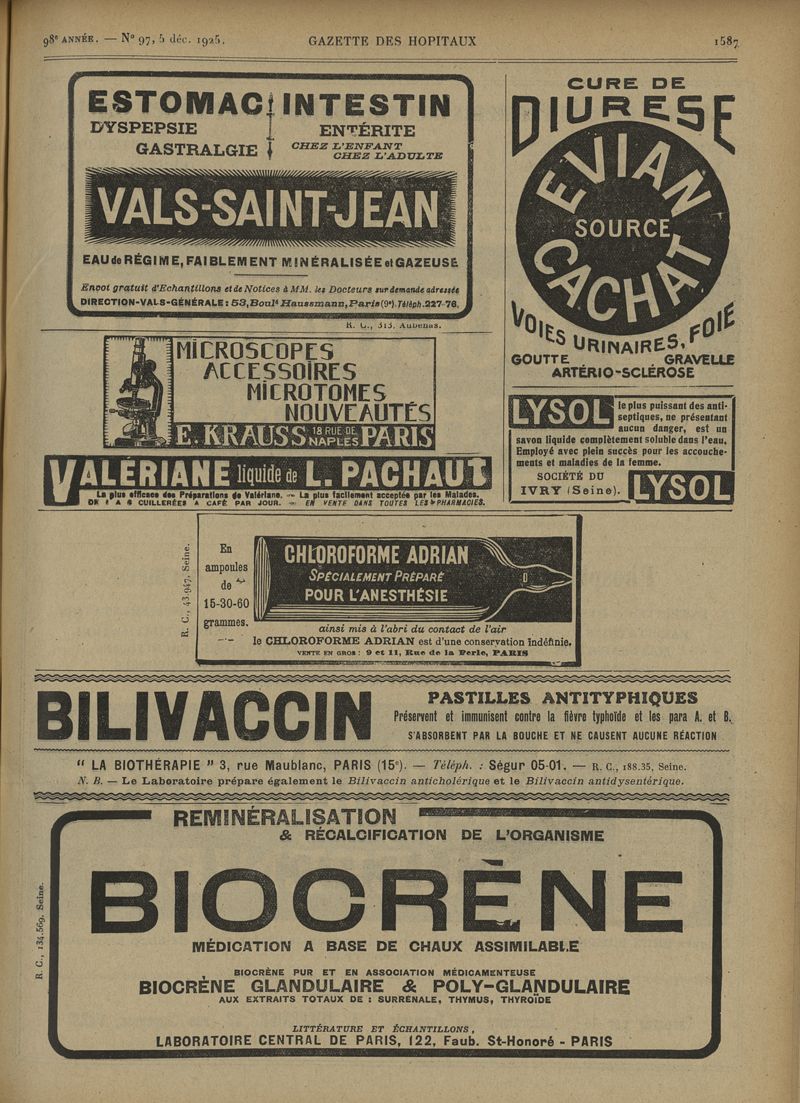 98e ANNÉE. — No 97, 5 déc. 1925.
GAZETTE DES HOPITAUX
1587
ESTOMAC INTESTIN
DYSPEPSIE
GASTRALGIE
ENTÉRITE
CHEZ L'ENFANT
CHEZ L'ADULTE
VALS-SAINT-JEAN
EAU de RÉGIME, FAIBLEMENT MINÉRALISÉE et GAZEUSE
Envoi gratuit d'Echantillons et de Notices à MM. les Docteurs sur demande adressée
DIRECTION-VALS-GÉNÉRALE: 53, Boulᵈ Haussmann, Paris (9e). Téléph. 227-76.
R. C., 313. Aubenas.
CURE DE
DIURESE
EVIAN
SOURCE
CACHAT
VOIES URINAIRES, FOIE
GOUTTE GRAVELLE
ARTÉRIO-SCLÉROSE
MICROSCOPES
ACCESSOIRES
MICROTOMES
NOUVEAUTÉS
E. KRAUSS 18 RUE DE NAPLES PARIS
VALÉRIANE liquide de L. PACHAUT
La plus efficace des Préparations de Valériane. — La plus facilement acceptée par les Malades.
CUILLERÉES A CAFÉ PAR JOUR. — EN VENTE DANS TOUTES LES PHARMACIES.
LYSOL
le plus puissant des anti-
septiques, ne présentant
aucun danger, est un
savon liquide complètement soluble dans l'eau.
Employé avec plein succès pour les accouche-
ments et maladies de la femme.
SOCIÉTÉ DU
IVRY (Seine).
LYSOL
R. C., 43.947. Seine.
En
ampoules
de
15-30-60
grammes.
CHLOROFORME ADRIAN
SPÉCIALEMENT PRÉPARÉ
POUR L'ANESTHÉSIE
ainsi mis à l'abri du contact de l'air
le CHLOROFORME ADRIAN est d'une conservation indéfinie.
VENTE EN GROS: 9 et 11, Rue de la Perle, PARIS
BILIVACCIN
PASTILLES ANTITYPHIQUES
Préservent et immunisent contre la fièvre typhoïde et les para A. et B.
S'ABSORBENT PAR LA BOUCHE ET NE CAUSENT AUCUNE RÉACTION
“ LA BIOTHÉRAPIE ” 3, rue Maublanc, PARIS (15e). — Téléph. : Ségur 05-01. — R. C., 188.35, Seine.
N. B. — Le Laboratoire prépare également le Bilivaccin anticholérique et le Bilivaccin antidysentérique.
R. C., 134.569. Seine.
REMINÉRALISATION
& RÉCALCIFICATION DE L'ORGANISME
BIOCRÈNE
MÉDICATION A BASE DE CHAUX ASSIMILABLE
BIOCRÈNE PUR ET EN ASSOCIATION MÉDICAMENTEUSE
BIOCRÈNE GLANDULAIRE & POLY-GLANDULAIRE
AUX EXTRAITS TOTAUX DE : SURRÉNALE, THYMUS, THYROÏDE
LITTÉRATURE ET ÉCHANTILLONS,
LABORATOIRE CENTRAL DE PARIS, 122, Faub. St-Honoré - PARIS